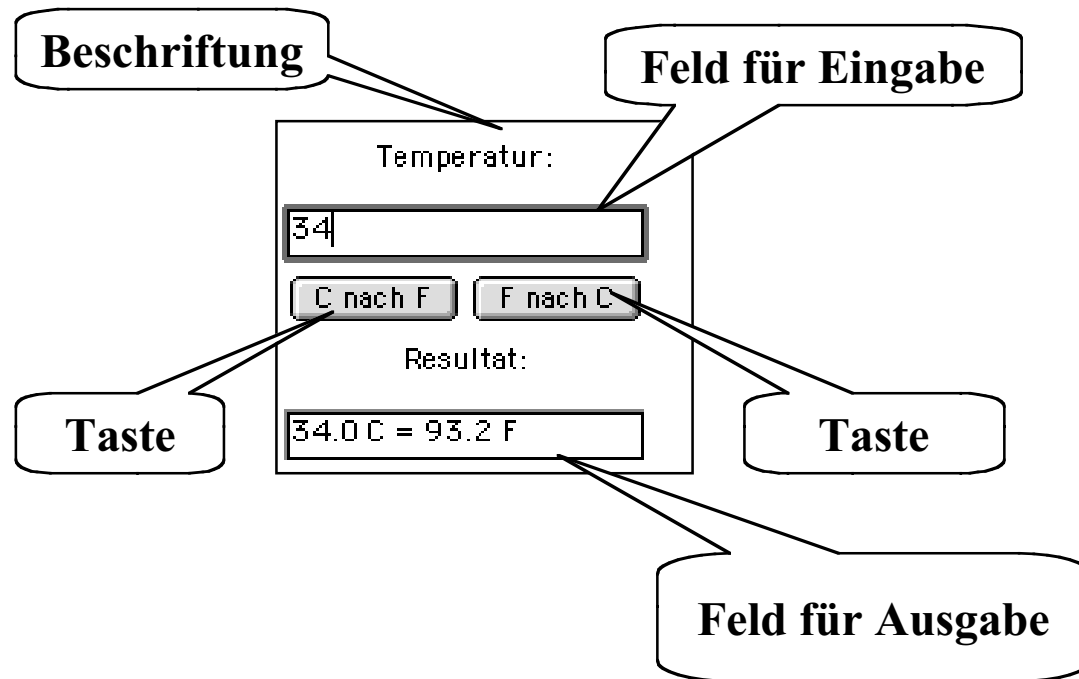 Beschriftung
Feld für Eingabe
Temperatur:
34
C nach F
F nach C
Resultat:
Taste
34.0 C = 93.2 F
Taste
Feld für Ausgabe